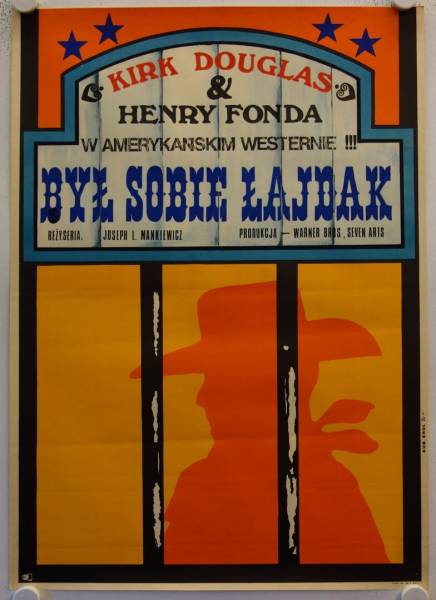 KIRK DOUGLAS
&
HENRY FONDA
W AMERYKAŃSKIM WESTERNIE !!!
BYŁ SOBIE ŁAJDAK
REŻYSERIA: JOSEPH L. MANKIEWICZ PRODUKCJA — WARNER BROS, SEVEN ARTS